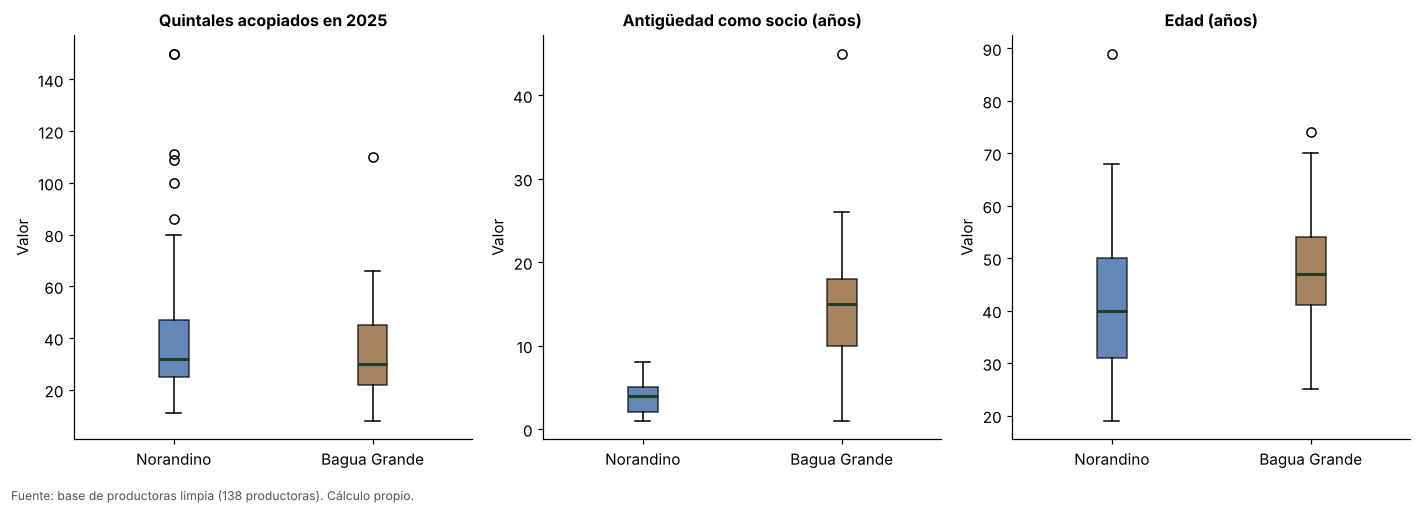 Quintales acopiados en 2025
Valor
140
120
100
80
60
40
20
Norandino Bagua Grande
Antigüedad como socio (años)
Valor
40
30
20
10
0
Norandino Bagua Grande
Edad (años)
Valor
90
80
70
60
50
40
30
20
Norandino Bagua Grande
Fuente: base de productoras limpia (138 productoras). Cálculo propio.